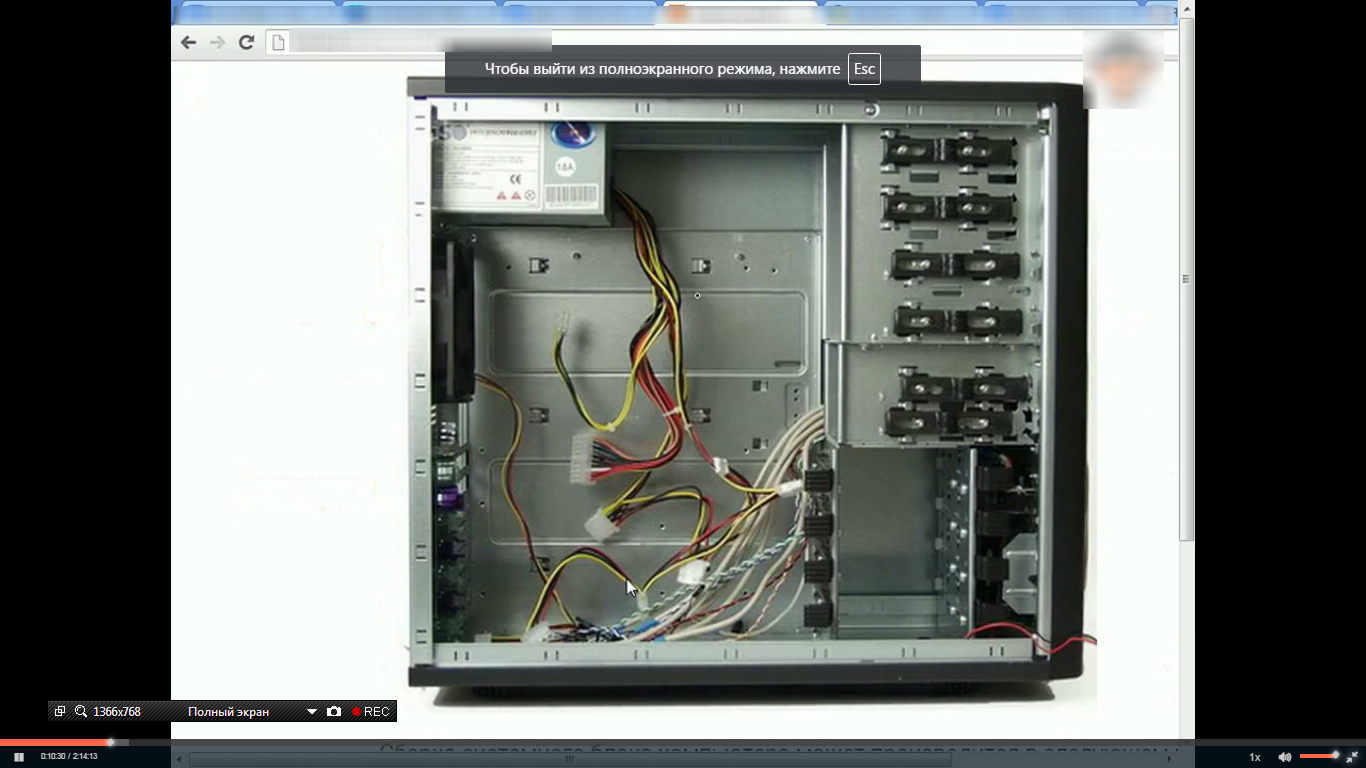 Чтобы выйти из полноэкранного режима, нажмите Esc
18A
CE
1366x768 Полный экран REC
Сборка системного блока компьютера может производится в следующем
0:10:30 / 2:14:13
1x